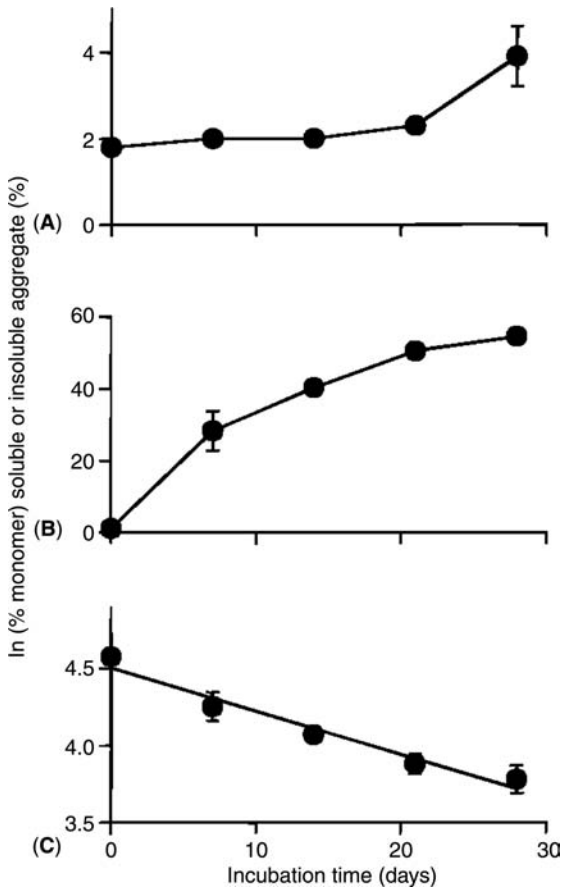 ln (% monomer) soluble or insoluble aggregate (%)
4
2
0
(A)
60
40
20
0
(B)
4.5
4.0
3.5
(C)
0
10
20
30
Incubation time (days)